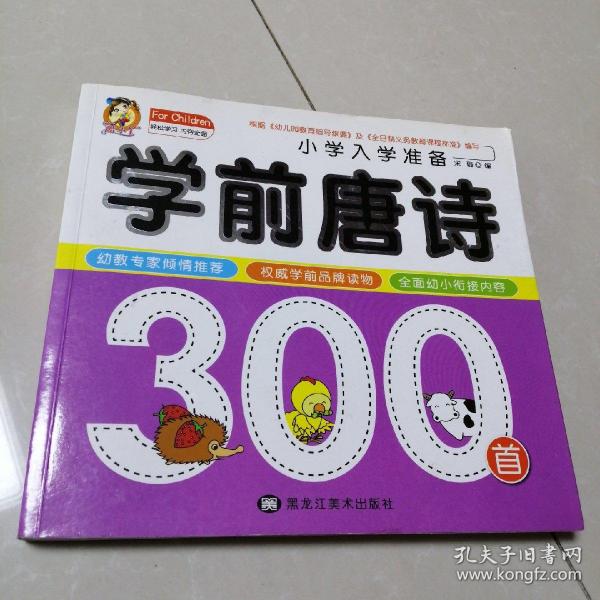 For Children
根据《幼儿园教育指导纲要》及《全日制义务教育课程标准》编写
小学入学准备
学前唐诗
幼教专家倾情推荐
权威学前品牌读物
全面幼小衔接内容
300首
黑龙江美术出版社
孔夫子旧书网
www.kongfz.com